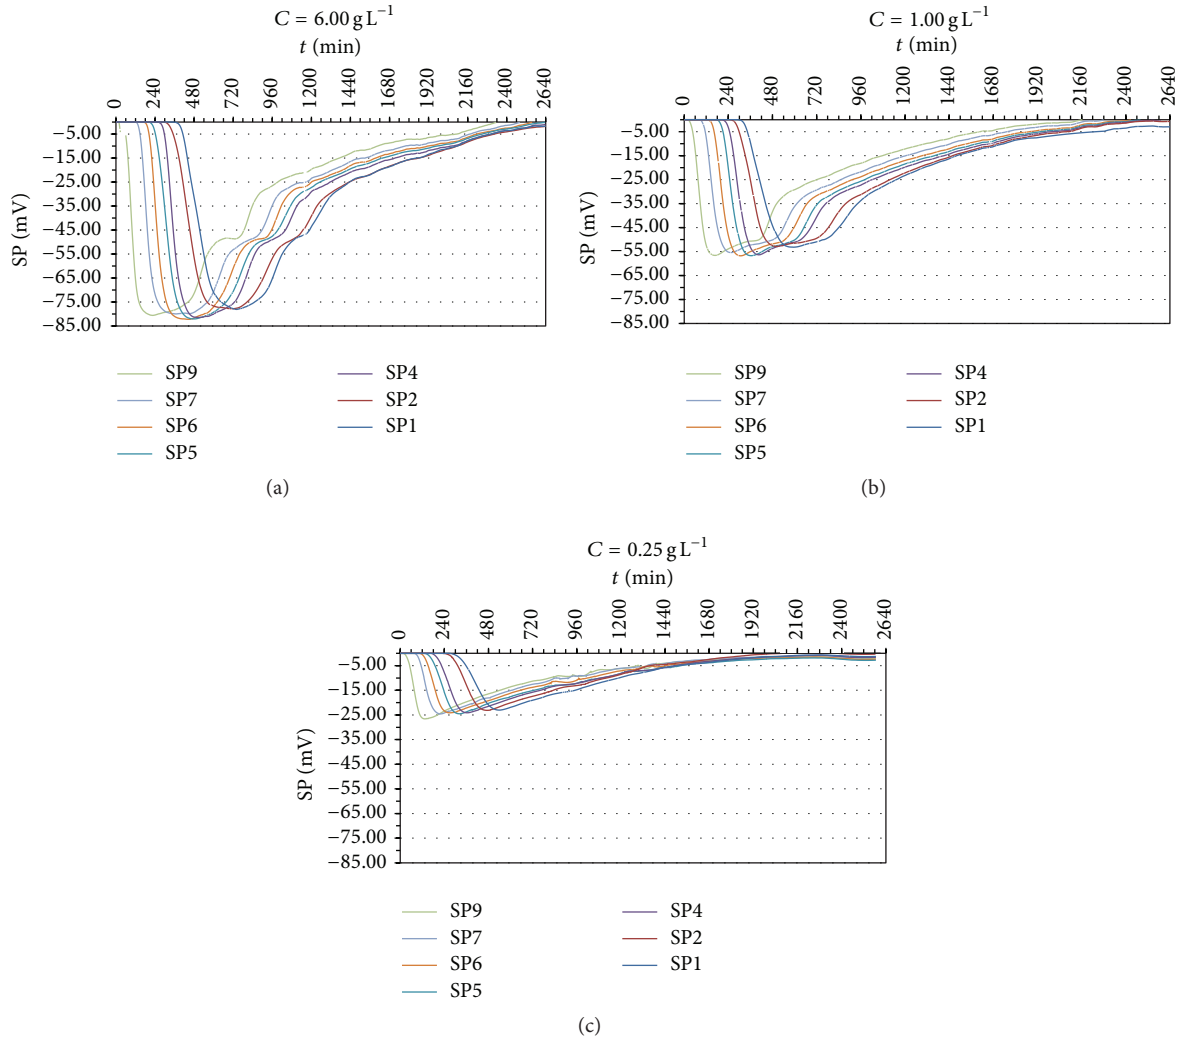 C = 6.00 g L⁻¹
t (min)
0 240 480 720 960 1200 1440 1680 1920 2160 2400 2640
−5.00
−15.00
−25.00
−35.00
−45.00
−55.00
−65.00
−75.00
−85.00
SP (mV)
SP9 SP4
SP7 SP2
SP6 SP1
SP5
(a)
C = 1.00 g L⁻¹
t (min)
0 240 480 720 960 1200 1440 1680 1920 2160 2400 2640
−5.00
−15.00
−25.00
−35.00
−45.00
−55.00
−65.00
−75.00
−85.00
SP (mV)
SP9 SP4
SP7 SP2
SP6 SP1
SP5
(b)
C = 0.25 g L⁻¹
t (min)
0 240 480 720 960 1200 1440 1680 1920 2160 2400 2640
−5.00
−15.00
−25.00
−35.00
−45.00
−55.00
−65.00
−75.00
−85.00
SP (mV)
SP9 SP4
SP7 SP2
SP6 SP1
SP5
(c)